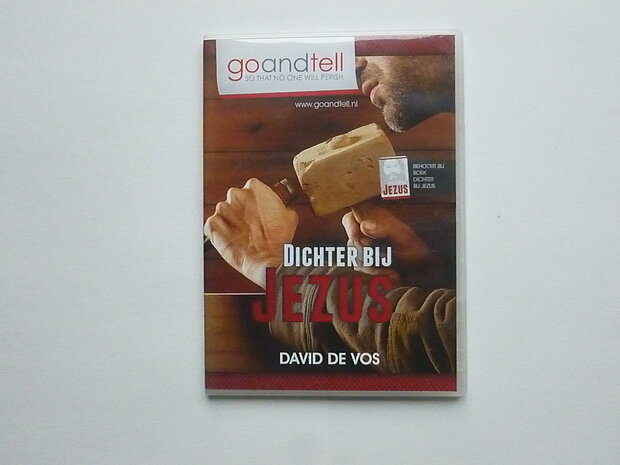 goandtell
SO THAT NO ONE WILL PERISH
www.goandtell.nl
JEZUS
BEHOORT BIJ
BOEK
DICHTER
BIJ JEZUS
DICHTER BIJ
JEZUS
DAVID DE VOS